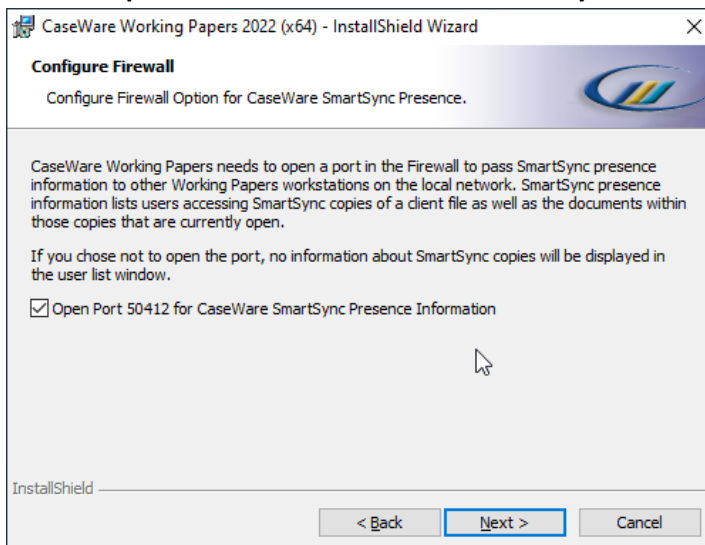 CaseWare Working Papers 2022 (x64) - InstallShield Wizard
Configure Firewall
Configure Firewall Option for CaseWare SmartSync Presence.
CaseWare Working Papers needs to open a port in the Firewall to pass SmartSync presence
information to other Working Papers workstations on the local network. SmartSync presence
information lists users accessing SmartSync copies of a client file as well as the documents within
those copies that are currently open.
If you chose not to open the port, no information about SmartSync copies will be displayed in
the user list window.
Open Port 50412 for CaseWare SmartSync Presence Information
InstallShield
< Back Next > Cancel